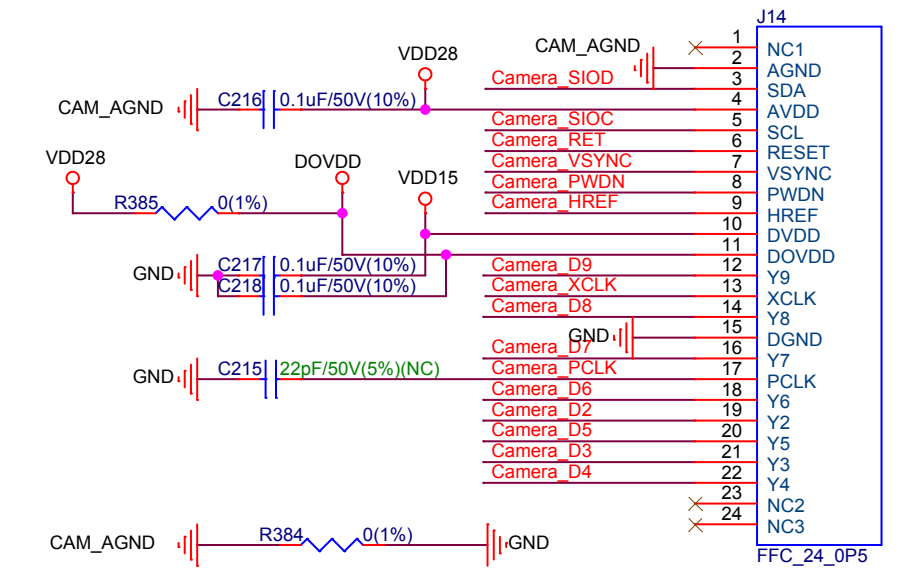 J14
1 NC1
CAM_AGND 2 AGND
Camera_SIOD 3 SDA
VDD28
CAM_AGND C216 0.1uF/50V(10%) 4 AVDD
Camera_SIOC 5 SCL
Camera_RET 6 RESET
Camera_VSYNC 7 VSYNC
VDD28 DOVDD VDD15
Camera_PWDN 8 PWDN
R385 0(1%) Camera_HREF 9 HREF
10 DVDD
11 DOVDD
GND C217 0.1uF/50V(10%) Camera_D9 12 Y9
C218 0.1uF/50V(10%) Camera_XCLK 13 XCLK
Camera_D8 14 Y8
GND 15 DGND
Camera_D7 16 Y7
GND C215 22pF/50V(5%)(NC) Camera_PCLK 17 PCLK
Camera_D6 18 Y6
Camera_D2 19 Y2
Camera_D5 20 Y5
Camera_D3 21 Y3
Camera_D4 22 Y4
23 NC2
24 NC3
CAM_AGND R384 0(1%) GND
FFC_24_0P5